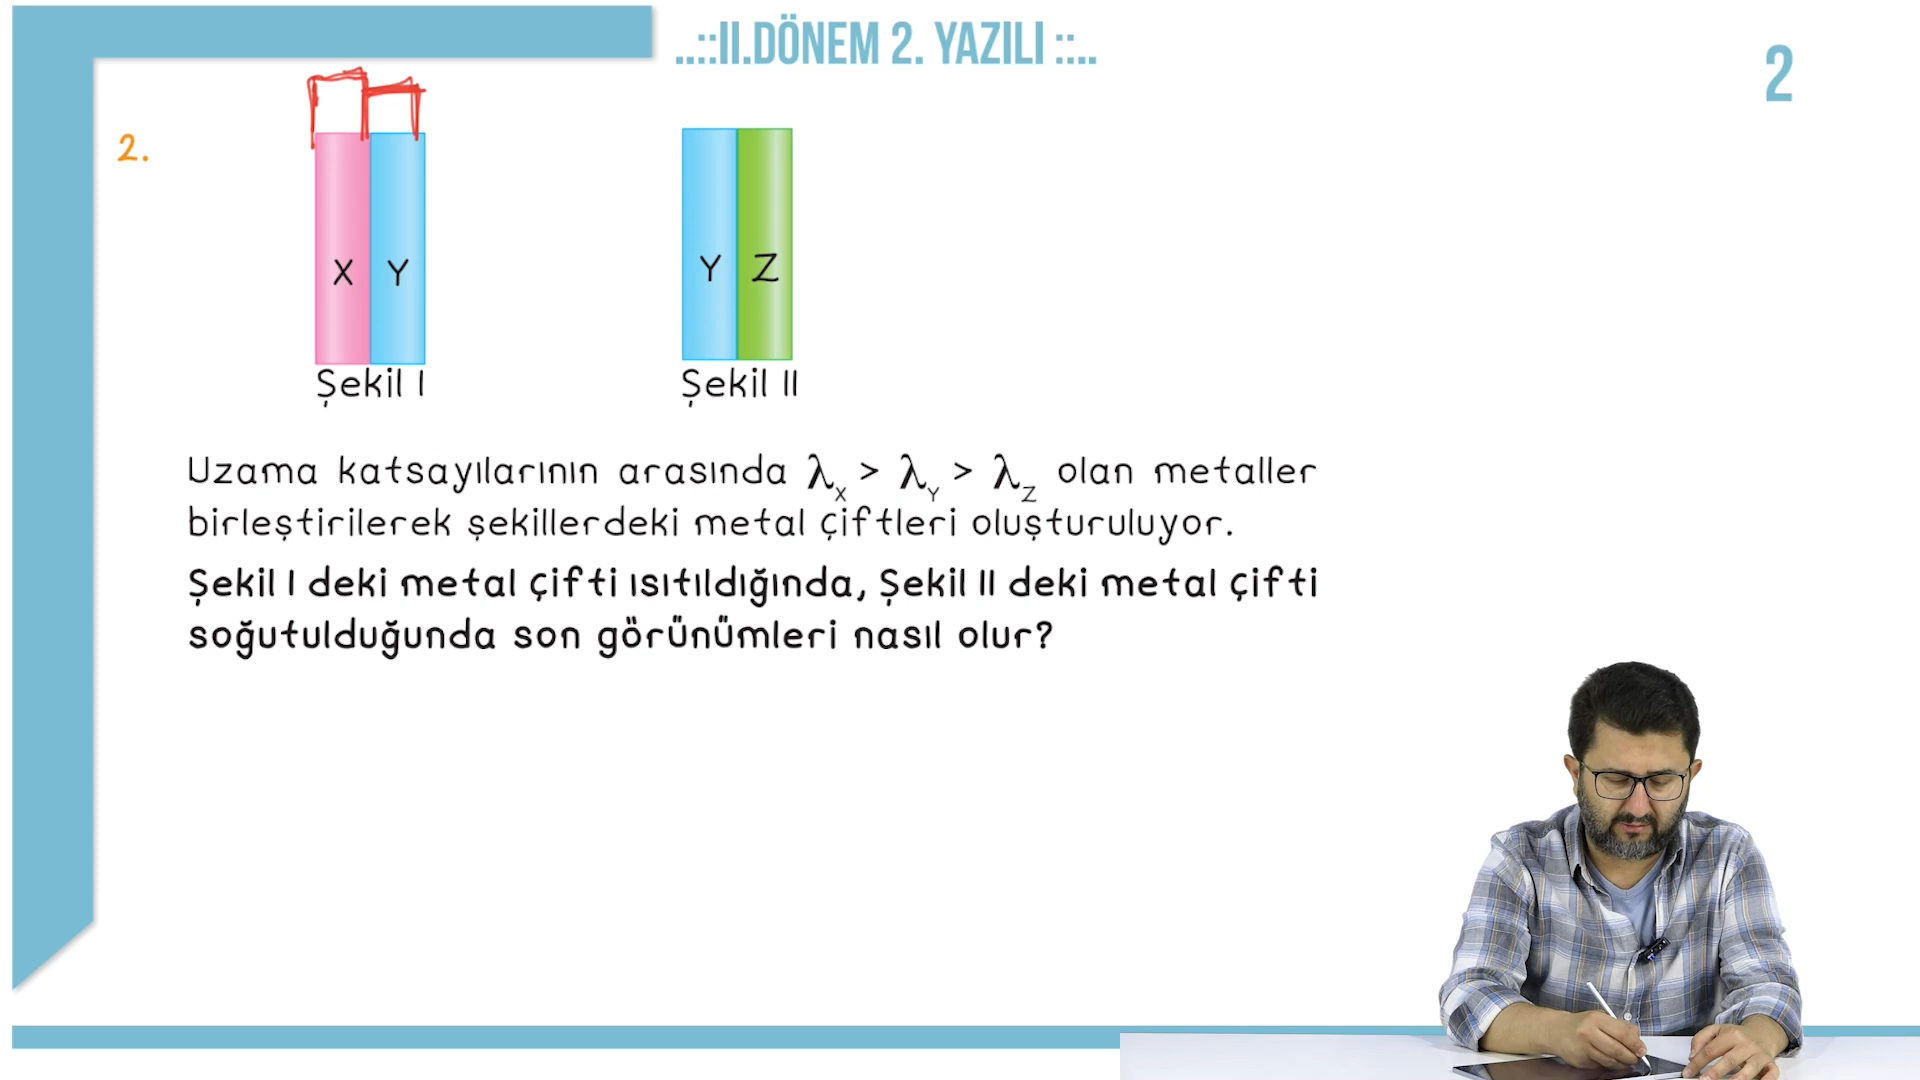 ..::II.DÖNEM 2. YAZILI ::..
2
2.
X Y
Y Z
Şekil I
Şekil II
Uzama katsayılarının arasında λX > λY > λZ olan metaller
birleştirilerek şekillerdeki metal çiftleri oluşturuluyor.
Şekil I deki metal çifti ısıtıldığında, Şekil II deki metal çifti
soğutulduğunda son görünümleri nasıl olur?